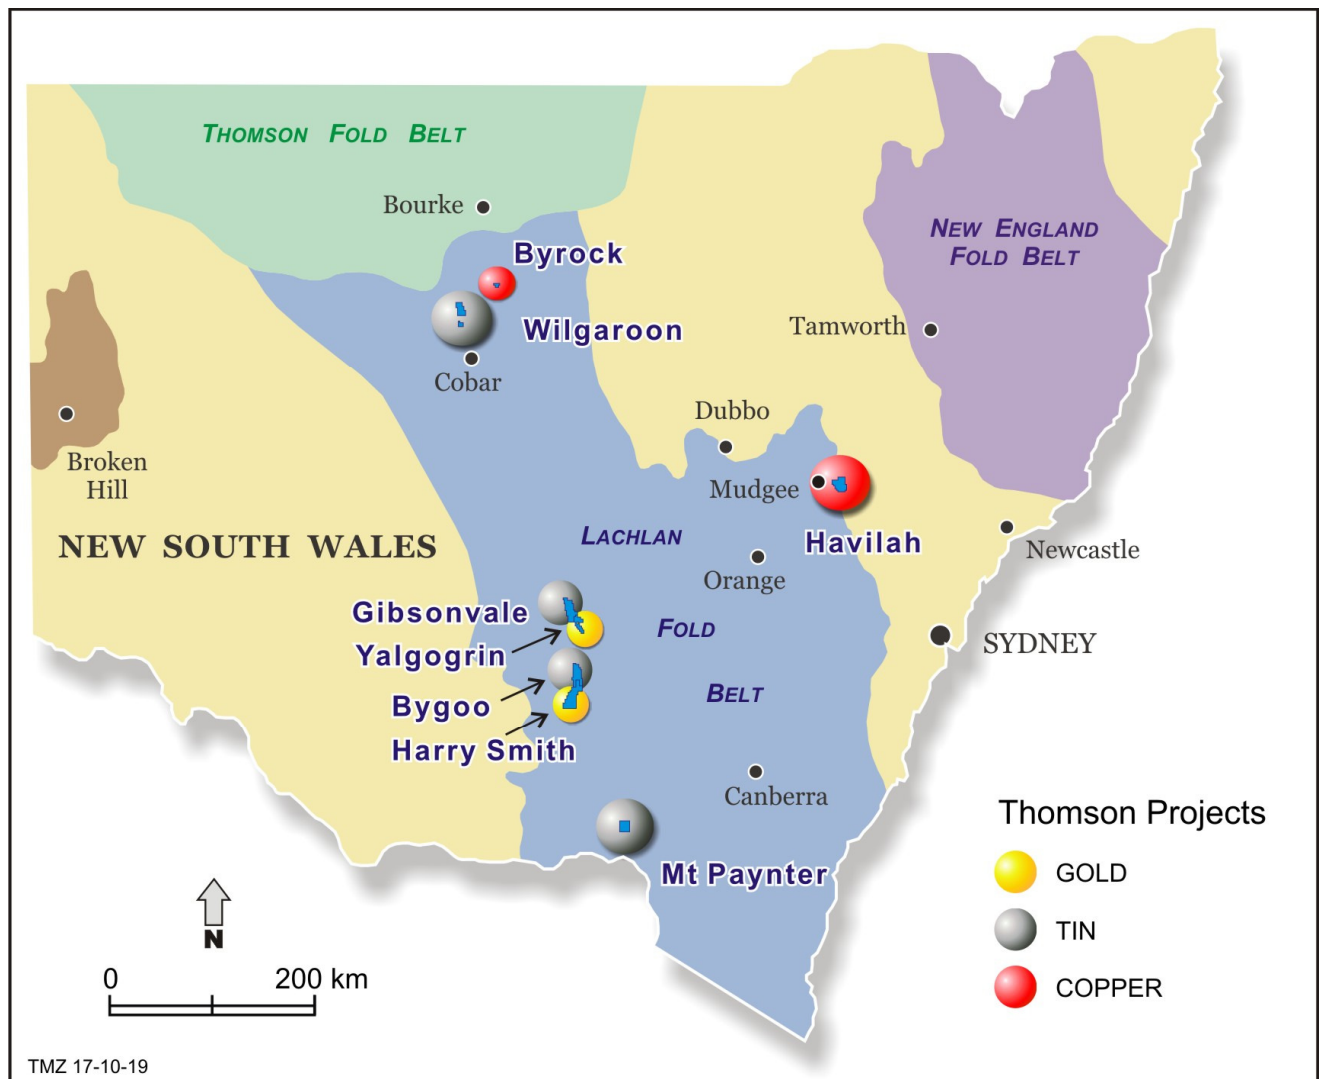 THOMSON FOLD BELT
Bourke
Byrock
Wilgaroon
Cobar
NEW ENGLAND
FOLD BELT
Tamworth
Dubbo
Mudgee
Havilah
Broken
Hill
NEW SOUTH WALES
LACHLAN
Orange
Newcastle
Gibsonvale
FOLD
Yalgogrin
SYDNEY
Bygoo
BELT
Harry Smith
Canberra
Mt Paynter
Thomson Projects
GOLD
TIN
COPPER
N
0 200 km
TMZ 17-10-19